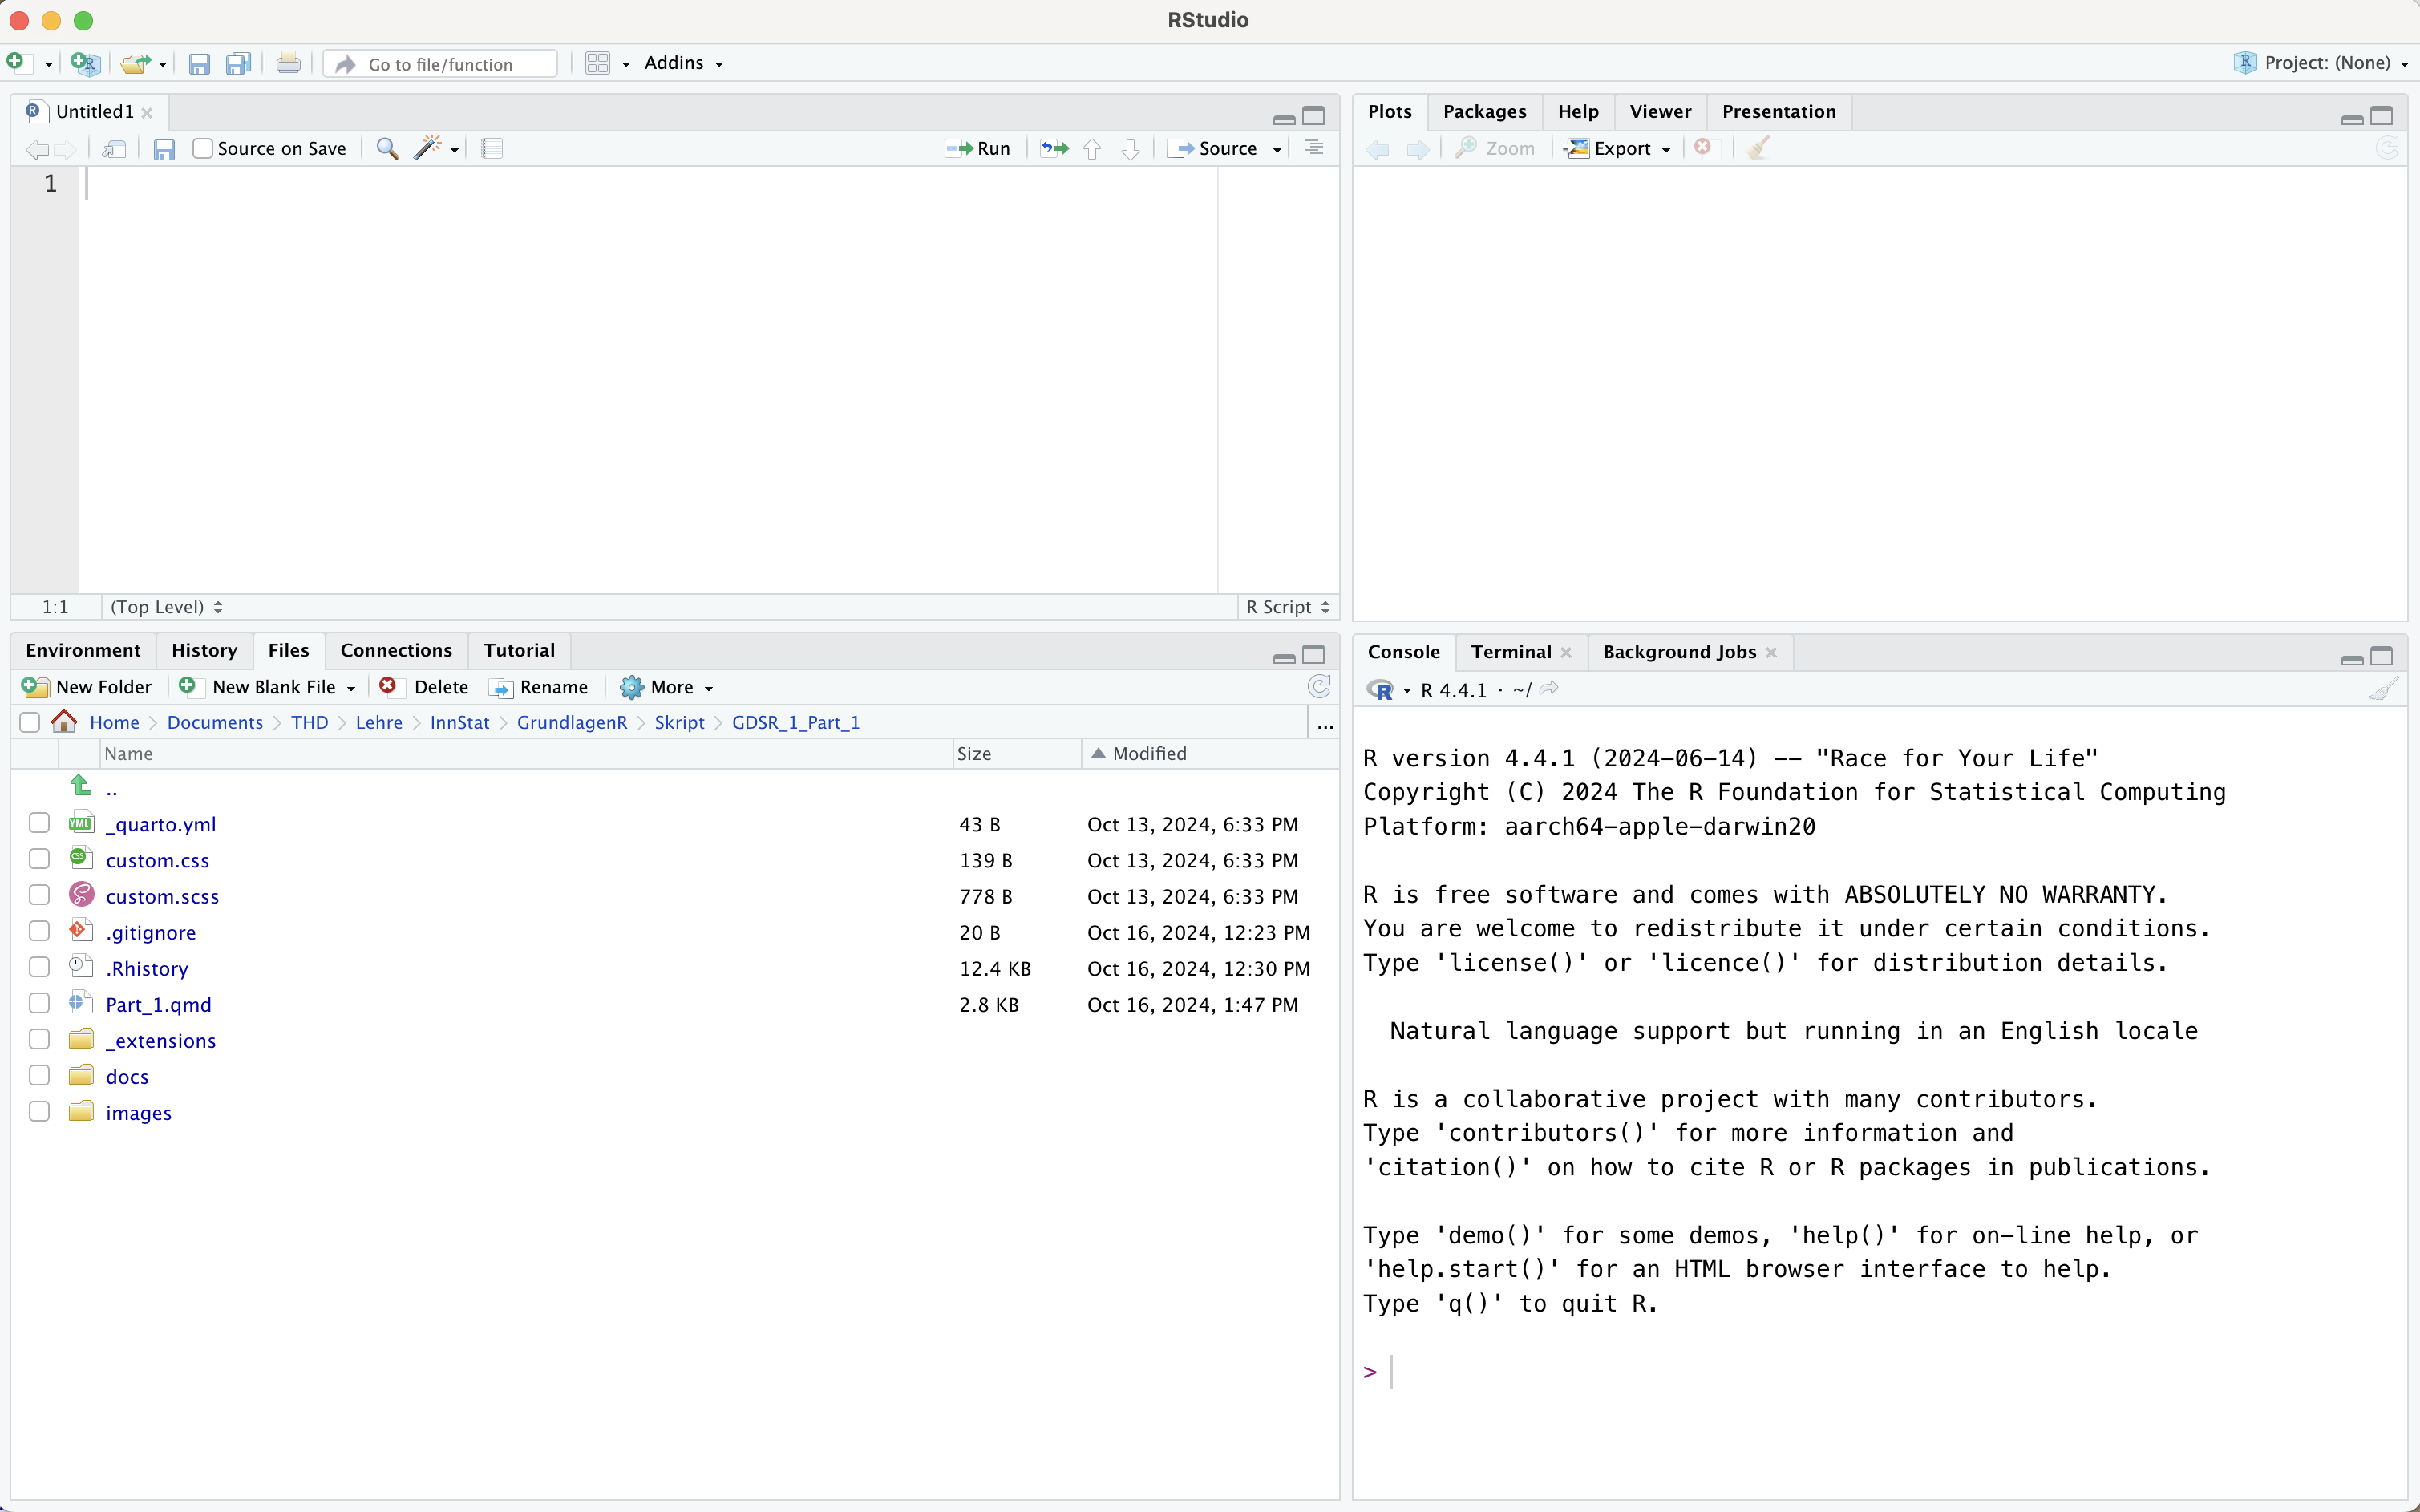 RStudio
Go to file/function
Addins
Project: (None)
Untitled1
Source on Save
Run
Source
1
1:1
(Top Level)
R Script
Plots
Packages
Help
Viewer
Presentation
Zoom
Export
Environment
History
Files
Connections
Tutorial
New Folder
New Blank File
Delete
Rename
More
Home > Documents > THD > Lehre > InnStat > GrundlagenR > Skript > GDSR_1_Part_1 ...
Name Size Modified
..
_quarto.yml 43 B Oct 13, 2024, 6:33 PM
custom.css 139 B Oct 13, 2024, 6:33 PM
custom.scss 778 B Oct 13, 2024, 6:33 PM
.gitignore 20 B Oct 16, 2024, 12:23 PM
.Rhistory 12.4 KB Oct 16, 2024, 12:30 PM
Part_1.qmd 2.8 KB Oct 16, 2024, 1:47 PM
_extensions
docs
images
Console
Terminal
Background Jobs
R 4.4.1 · ~/
R version 4.4.1 (2024-06-14) -- "Race for Your Life"
Copyright (C) 2024 The R Foundation for Statistical Computing
Platform: aarch64-apple-darwin20
R is free software and comes with ABSOLUTELY NO WARRANTY.
You are welcome to redistribute it under certain conditions.
Type 'license()' or 'licence()' for distribution details.
Natural language support but running in an English locale
R is a collaborative project with many contributors.
Type 'contributors()' for more information and
'citation()' on how to cite R or R packages in publications.
Type 'demo()' for some demos, 'help()' for on-line help, or
'help.start()' for an HTML browser interface to help.
Type 'q()' to quit R.
>